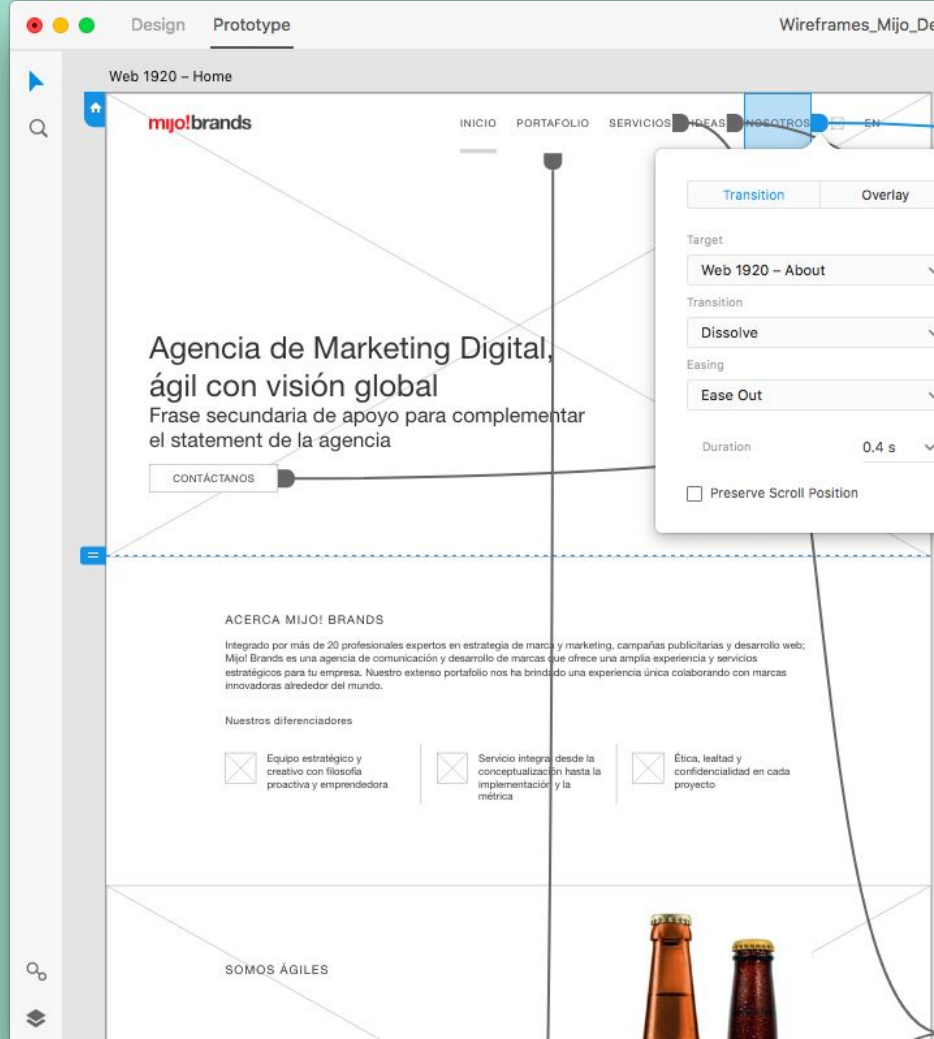 Design Prototype Wireframes_Mijo_De
Web 1920 – Home
mijo!brands
INICIO PORTAFOLIO SERVICIOS IDEAS NOSOTROS EN
Transition Overlay
Target
Web 1920 – About
Transition
Dissolve
Easing
Ease Out
Duration 0.4 s
Preserve Scroll Position
Agencia de Marketing Digital,
ágil con visión global
Frase secundaria de apoyo para complementar
el statement de la agencia
CONTÁCTANOS
ACERCA MIJO! BRANDS
Integrado por más de 20 profesionales expertos en estrategia de marca y marketing, campañas publicitarias y desarrollo web;
Mijo! Brands es una agencia de comunicación y desarrollo de marcas que ofrece una amplia experiencia y servicios
estratégicos para tu empresa. Nuestro extenso portafolio nos ha brindado una experiencia única colaborando con marcas
innovadoras alrededor del mundo.
Nuestros diferenciadores
Equipo estratégico y
creativo con filosofía
proactiva y emprendedora
Servicio integral desde la
conceptualización hasta la
implementación y la
métrica
Ética, lealtad y
confidencialidad en cada
proyecto
SOMOS ÁGILES